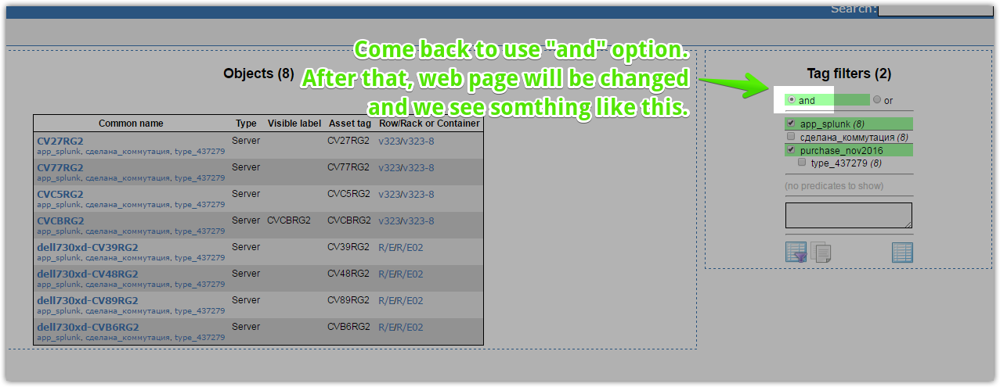 Search:
Come back to use "and" option.
After that, web page will be changed
and we see somthing like this.
Objects (8)
Common name Type Visible label Asset tag Row/Rack or Container
CV27RG2 Server CV27RG2 v323/v323-8
app_splunk, сделана_коммутация, type_437279
CV77RG2 Server CV77RG2 v323/v323-8
app_splunk, сделана_коммутация, type_437279
CVC5RG2 Server CVC5RG2 v323/v323-8
app_splunk, сделана_коммутация, type_437279
CVCBRG2 Server CVCBRG2 CVCBRG2 v323/v323-8
app_splunk, сделана_коммутация, type_437279
dell730xd-CV39RG2 Server CV39RG2 R/E/R/E02
app_splunk, сделана_коммутация, type_437279
dell730xd-CV48RG2 Server CV48RG2 R/E/R/E02
app_splunk, сделана_коммутация, type_437279
dell730xd-CV89RG2 Server CV89RG2 R/E/R/E02
app_splunk, сделана_коммутация, type_437279
dell730xd-CVB6RG2 Server CVB6RG2 R/E/R/E02
app_splunk, сделана_коммутация, type_437279
Tag filters (2)
and or
app_splunk (8)
сделана_коммутация (8)
purchase_nov2016
type_437279 (8)
(no predicates to show)